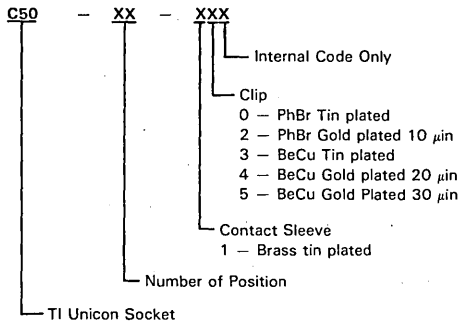 C50 – XX – XXX
Internal Code Only
Clip
0 – PhBr Tin plated
2 – PhBr Gold plated 10 μin
3 – BeCu Tin plated
4 – BeCu Gold plated 20 μin
5 – BeCu Gold Plated 30 μin
Contact Sleeve
1 – Brass tin plated
Number of Position
TI Unicon Socket